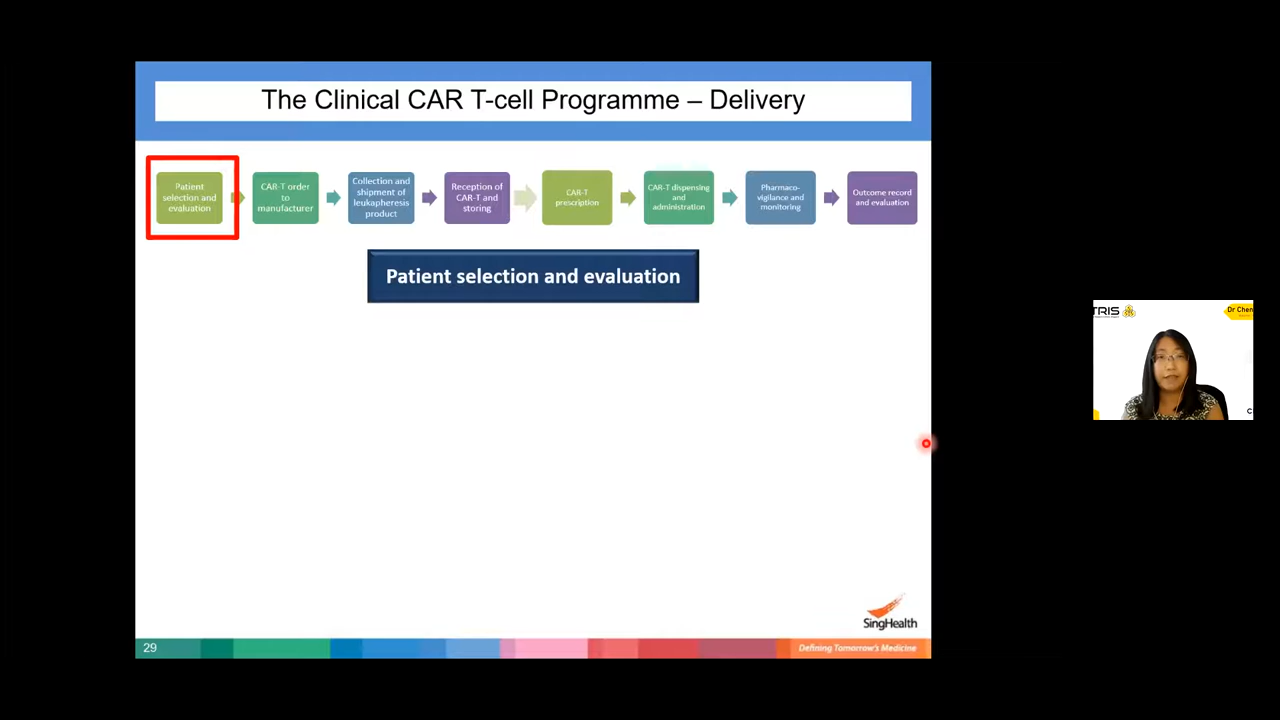 The Clinical CAR T-cell Programme – Delivery
Patient
selection and
evaluation
CAR-T order
to
manufacturer
Collection and
shipment of
leukapheresis
product
Reception of
CAR-T and
storing
CAR-T
prescription
CAR-T dispensing
and
administration
Pharmaco-
vigilance and
monitoring
Outcome record
and evaluation
Patient selection and evaluation
TRIS
Dr Chen
C
SingHealth
29
Defining Tomorrow's Medicine